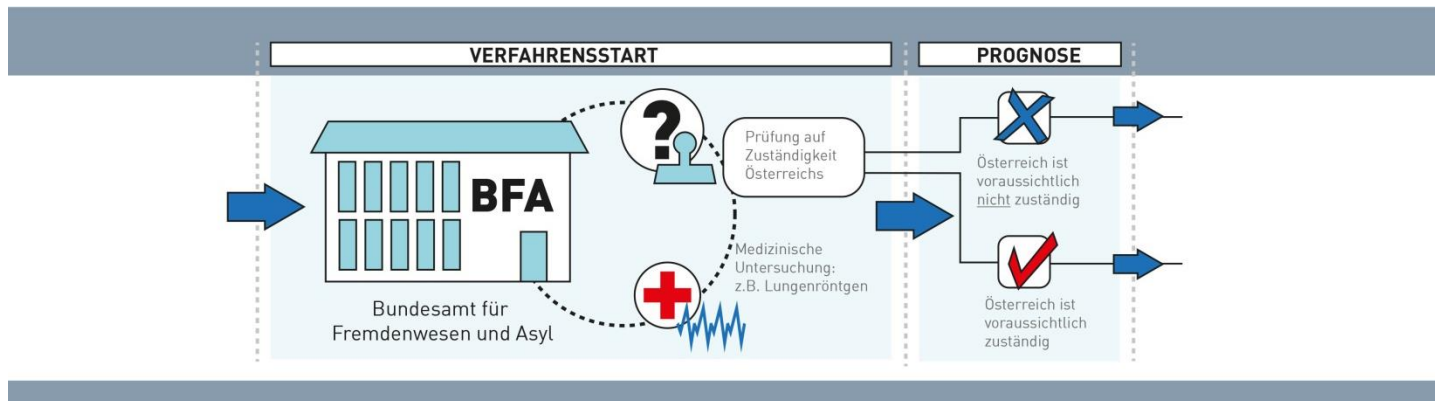 VERFAHRENSSTART
PROGNOSE
?
BFA
Bundesamt für
Fremdenwesen und Asyl
Prüfung auf
Zuständigkeit
Österreichs
Medizinische
Untersuchung:
z.B. Lungenröntgen
Österreich ist
voraussichtlich
nicht zuständig
Österreich ist
voraussichtlich
zuständig